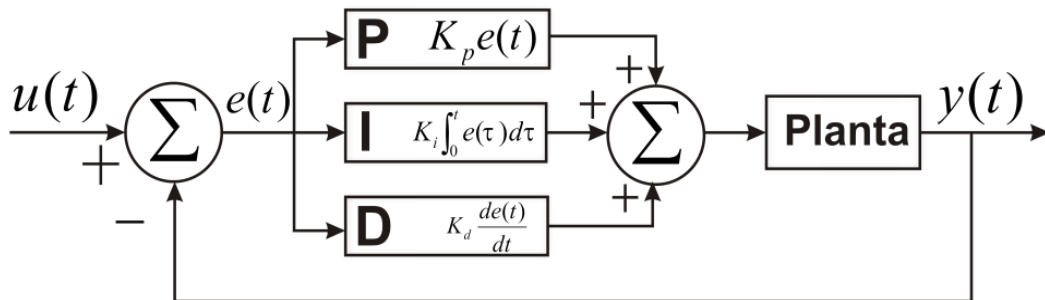 P K_p e(t)
+
u(t) Σ e(t) I K_i ∫_0^t e(τ)dτ + Σ Planta y(t)
+
−
D K_d de(t)/dt
+